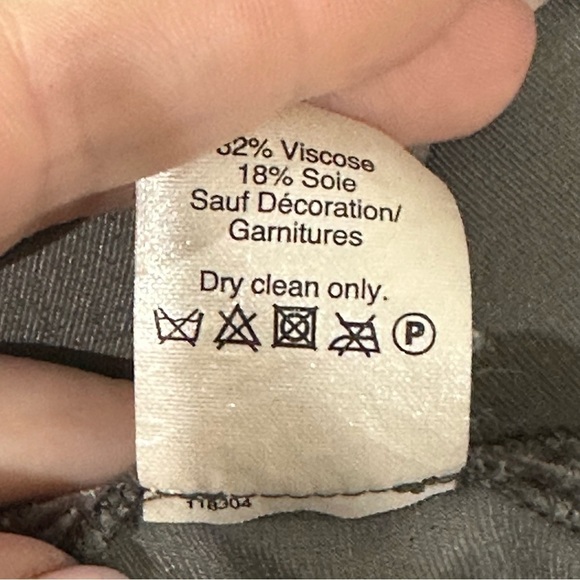 % Viscose
18% Soie
Sauf Décoration/
Garnitures
Dry clean only.
P
118304